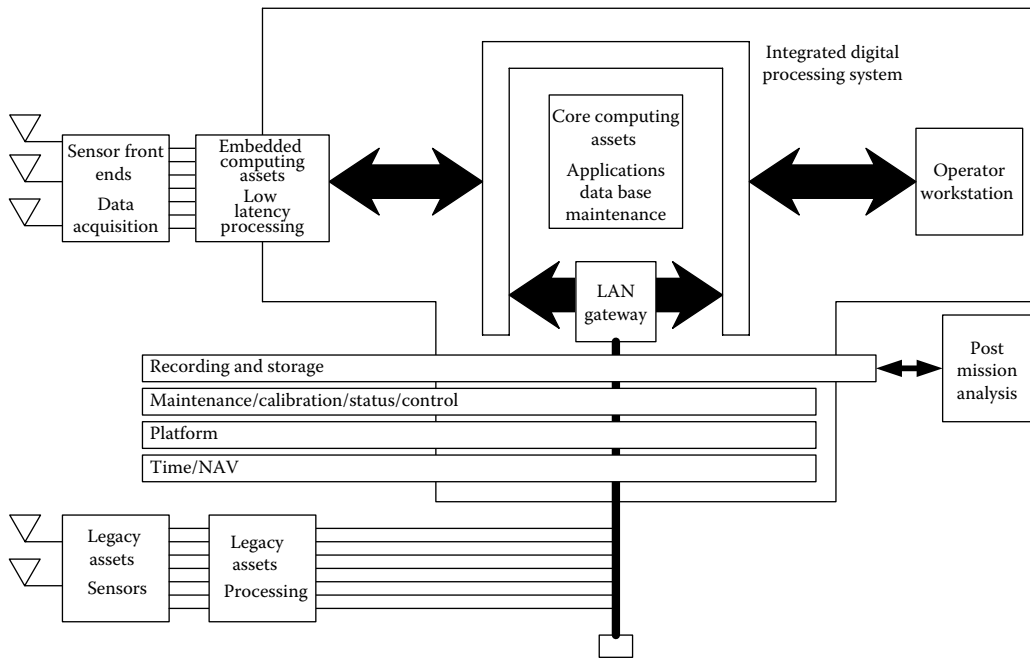 Integrated digital
processing system
Sensor front
ends
Data
acquisition
Embedded
computing
assets
Low
latency
processing
Core computing
assets
Applications
data base
maintenance
Operator
workstation
LAN
gateway
Recording and storage
Post
mission
analysis
Maintenance/calibration/status/control
Platform
Time/NAV
Legacy
assets
Sensors
Legacy
assets
Processing